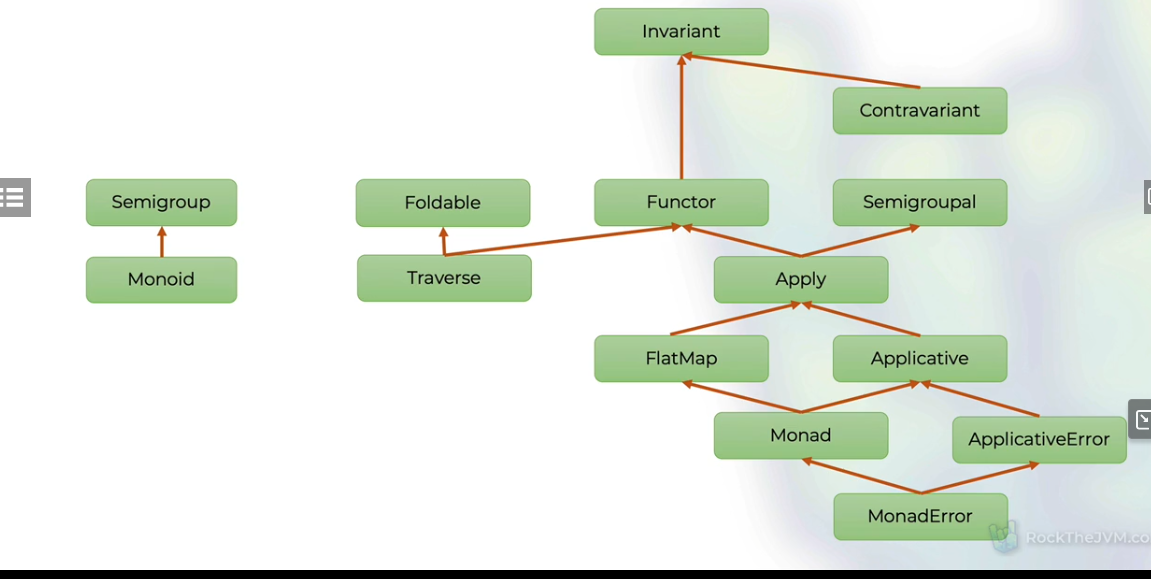 Invariant
Contravariant
Semigroup
Foldable
Functor
Semigroupal
Monoid
Traverse
Apply
FlatMap
Applicative
Monad
ApplicativeError
MonadError
RockTheJVM.co